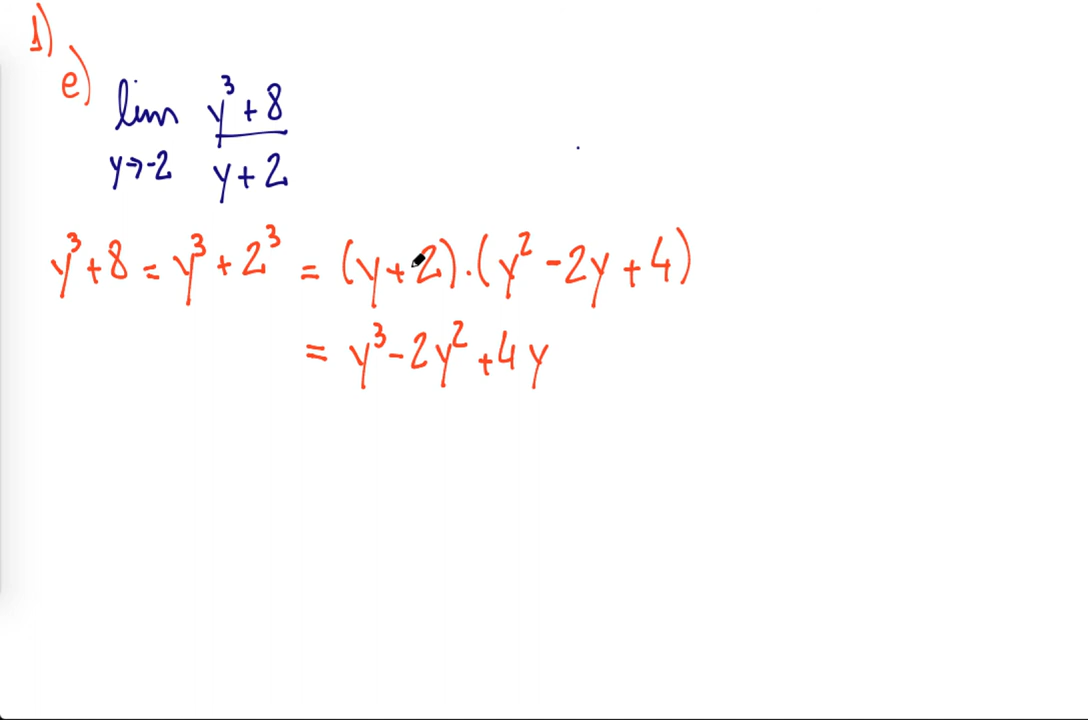 1)
e)
lim y³+8
y→-2 y+2
y³+8 = y³+2³ = (y+2).(y²-2y+4)
= y³-2y²+4y